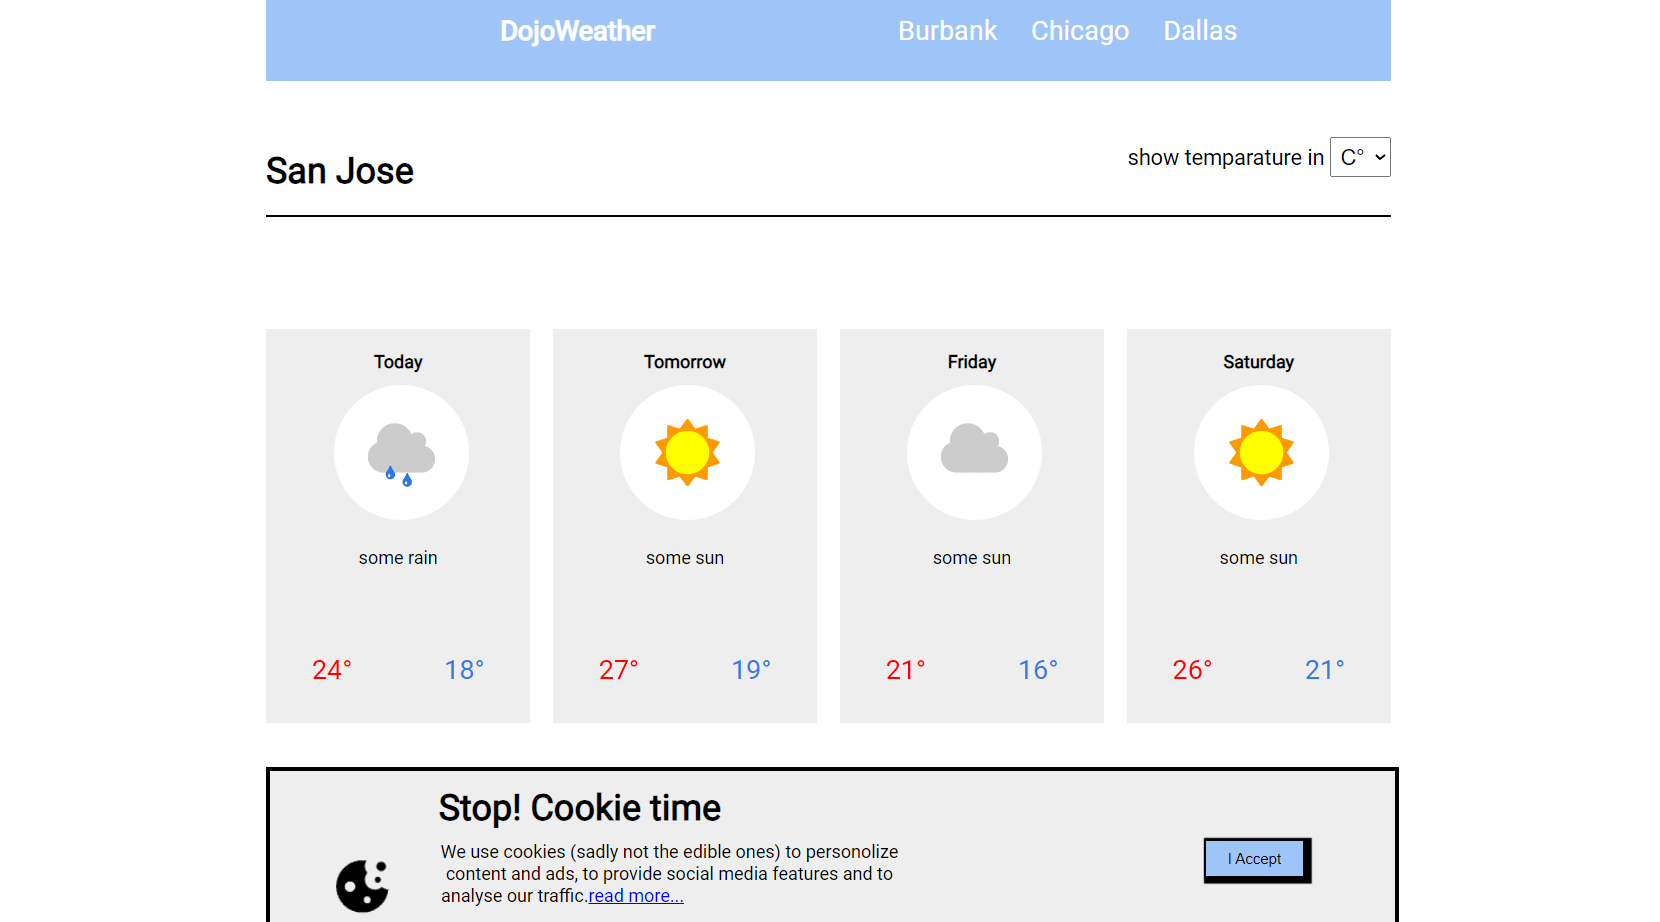 DojoWeather Burbank Chicago Dallas
San Jose
show temparature in C°
Today
some rain
24° 18°
Tomorrow
some sun
27° 19°
Friday
some sun
21° 16°
Saturday
some sun
26° 21°
Stop! Cookie time
We use cookies (sadly not the edible ones) to personolize
content and ads, to provide social media features and to
analyse our traffic.read more...
I Accept